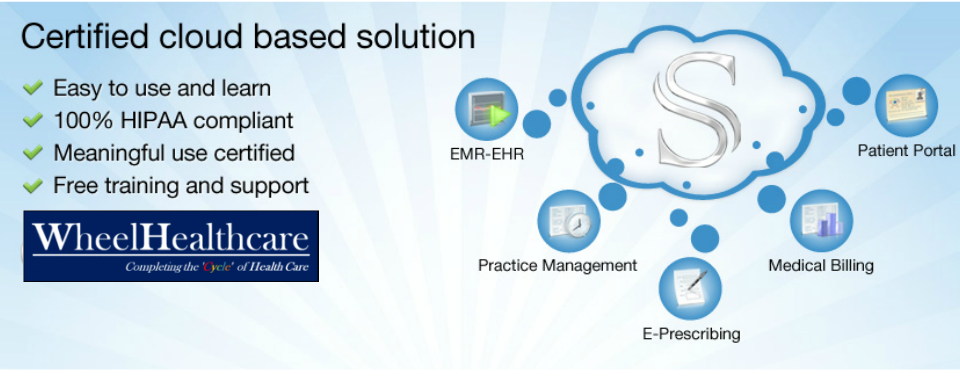 Certified cloud based solution
Easy to use and learn
100% HIPAA compliant
Meaningful use certified
Free training and support
WheelHealthcare
Completing the 'Cycle' of Health Care
S
EMR-EHR
Patient Portal
Practice Management
Medical Billing
E-Prescribing